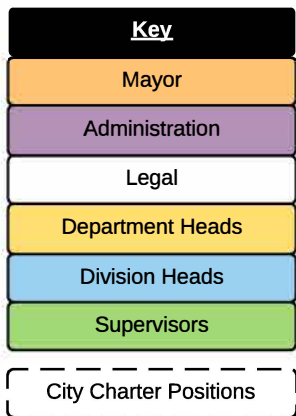 Key
Mayor
Administration
Legal
Department Heads
Division Heads
Supervisors
City Charter Positions